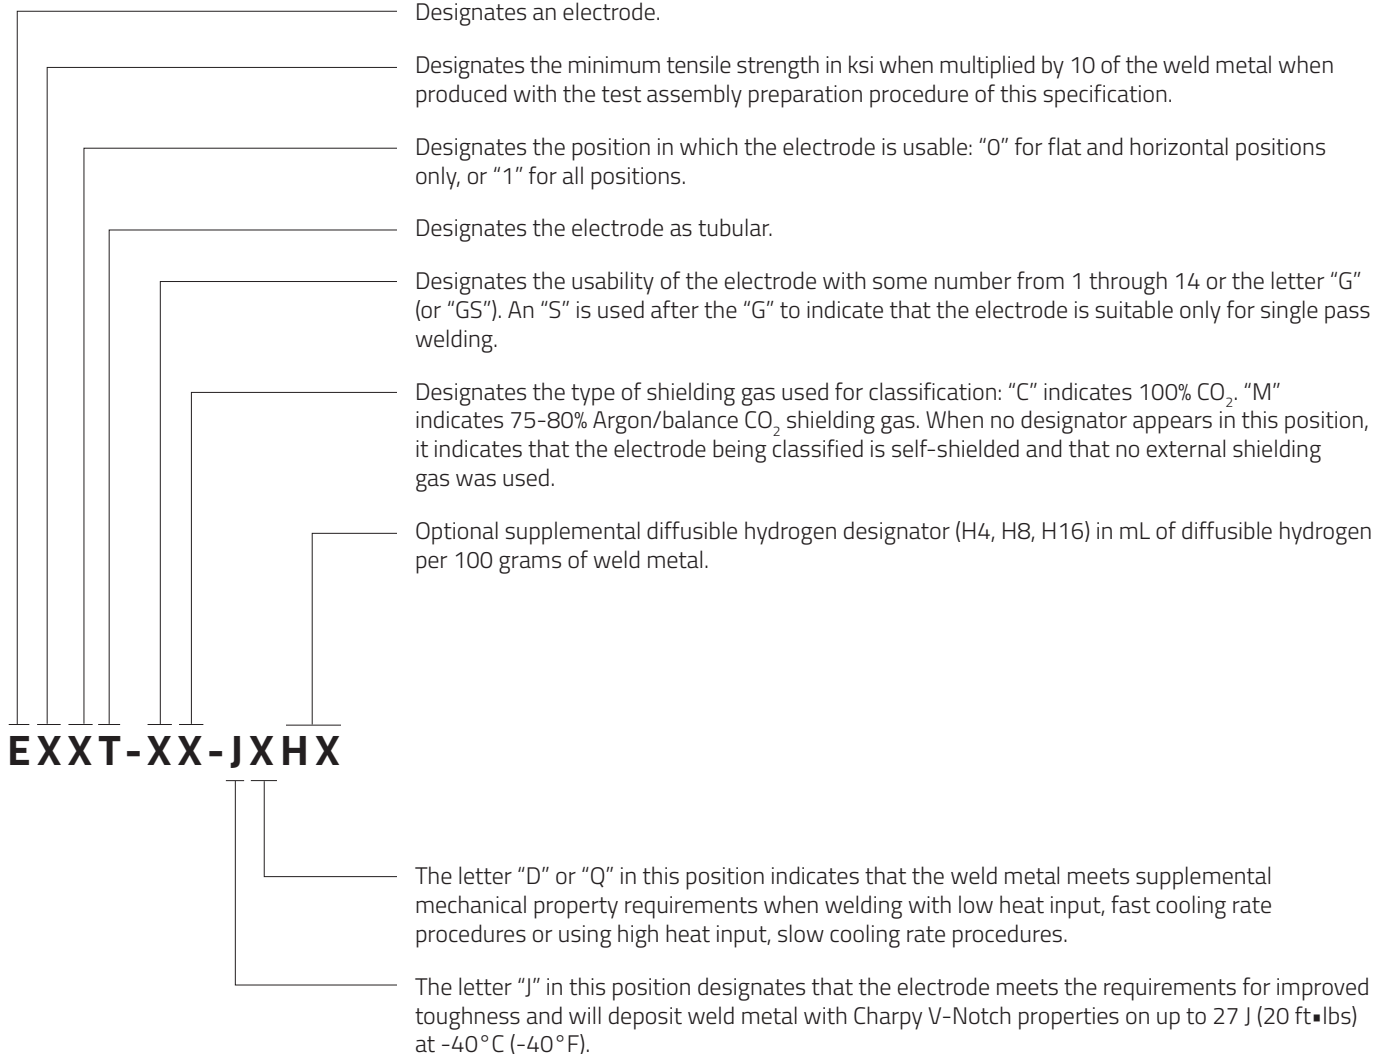 Designates an electrode.
Designates the minimum tensile strength in ksi when multiplied by 10 of the weld metal when
produced with the test assembly preparation procedure of this specification.
Designates the position in which the electrode is usable: “0” for flat and horizontal positions
only, or “1” for all positions.
Designates the electrode as tubular.
Designates the usability of the electrode with some number from 1 through 14 or the letter “G”
(or “GS”). An “S” is used after the “G” to indicate that the electrode is suitable only for single pass
welding.
Designates the type of shielding gas used for classification: “C” indicates 100% CO₂. “M”
indicates 75-80% Argon/balance CO₂ shielding gas. When no designator appears in this position,
it indicates that the electrode being classified is self-shielded and that no external shielding
gas was used.
Optional supplemental diffusible hydrogen designator (H4, H8, H16) in mL of diffusible hydrogen
per 100 grams of weld metal.
EXXT-XX-JXHX
The letter “D” or “Q” in this position indicates that the weld metal meets supplemental
mechanical property requirements when welding with low heat input, fast cooling rate
procedures or using high heat input, slow cooling rate procedures.
The letter “J” in this position designates that the electrode meets the requirements for improved
toughness and will deposit weld metal with Charpy V-Notch properties on up to 27 J (20 ft▪lbs)
at -40°C (-40°F).